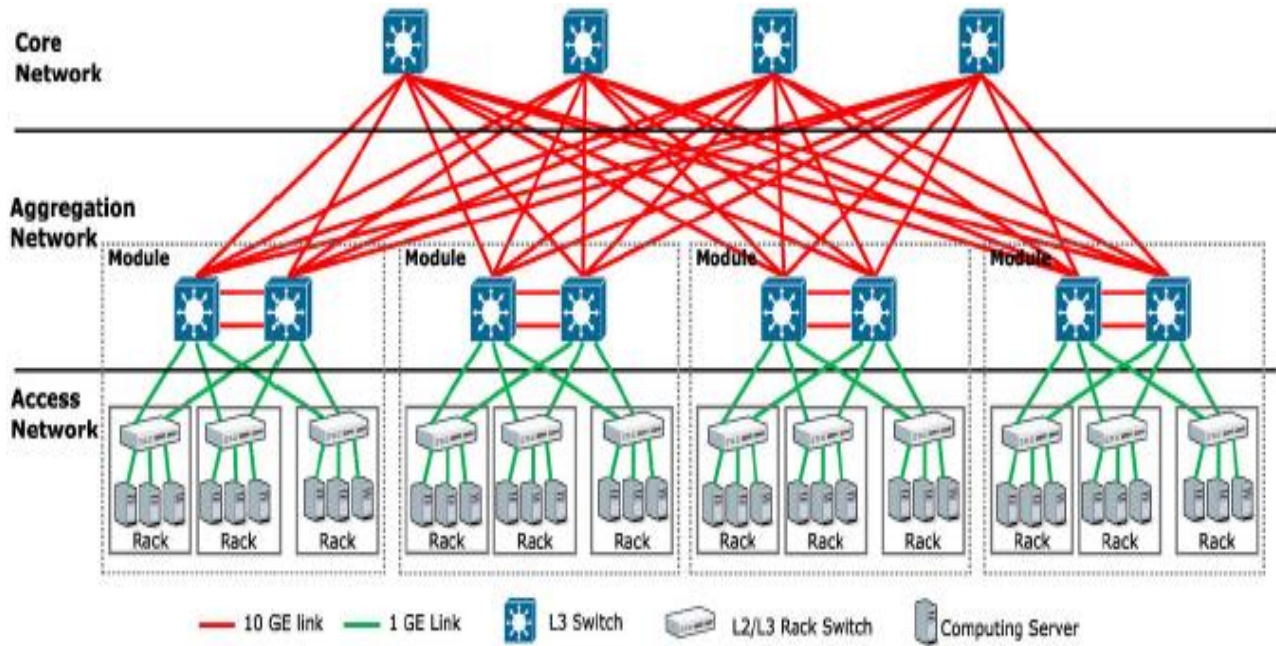 Core
Network
Aggregation
Network
Module Module Module Module
Access
Network
Rack Rack Rack Rack Rack Rack Rack Rack Rack Rack Rack Rack
10 GE link 1 GE Link L3 Switch L2/L3 Rack Switch Computing Server